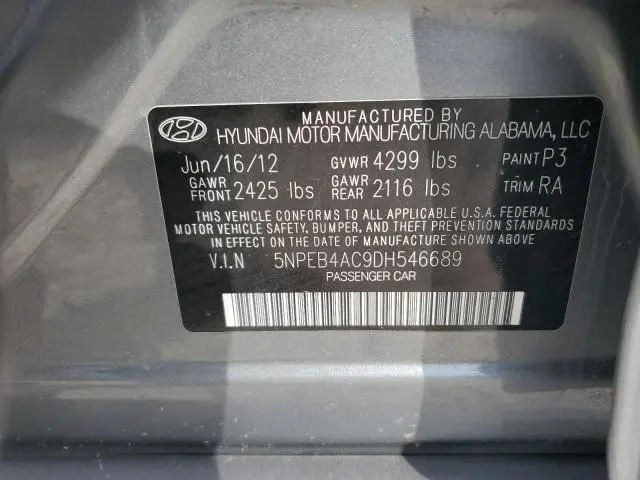 MANUFACTURED BY
HYUNDAI MOTOR MANUFACTURING ALABAMA, LLC
Jun/16/12 GVWR 4299 lbs PAINT P3
GAWR FRONT 2425 lbs GAWR REAR 2116 lbs TRIM RA
THIS VEHICLE CONFORMS TO ALL APPLICABLE U.S.A. FEDERAL
MOTOR VEHICLE SAFETY, BUMPER, AND THEFT PREVENTION STANDARDS
IN EFFECT ON THE DATE OF MANUFACTURE SHOWN ABOVE.
V.I.N 5NPEB4AC9DH546689
PASSENGER CAR